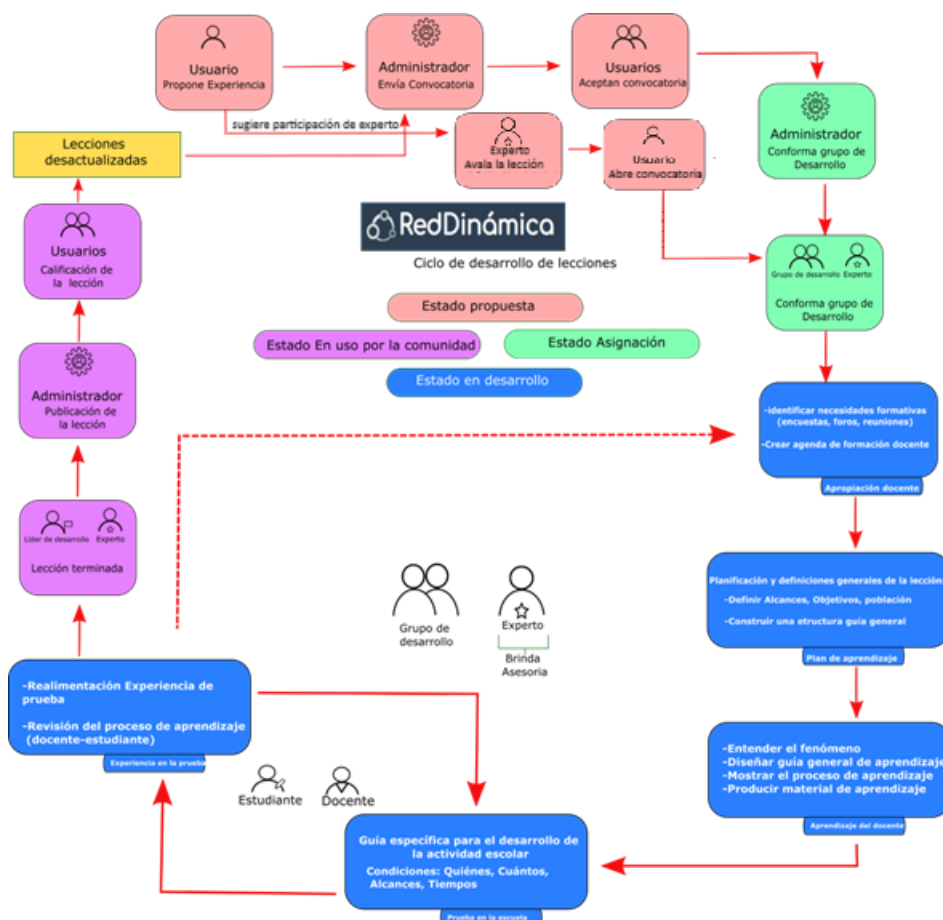 Usuario
Propone Experiencia
Administrador
Envía Convocatoria
Usuarios
Aceptan convocatoria
Administrador
Conforma grupo de
Desarrollo
sugiere participación de experto
Experto
Avala la lección
Usuario
Abre convocatoria
Lecciones
desactualizadas
RedDinámica
Ciclo de desarrollo de lecciones
Estado propuesta
Estado En uso por la comunidad
Estado Asignación
Estado en desarrollo
Grupo de desarrollo
Experto
Conforma grupo de
Desarrollo
Usuarios
Calificación de
la lección
Administrador
Publicación de
la lección
Líder de desarrollo
Experto
Lección terminada
-Identificar necesidades formativas
(encuestas, foros, reuniones)
-Crear agenda de formación docente
Apropiación docente
Planificación y definiciones generales de la lección
-Definir Alcances, Objetivos, población
-Construir una etructura guía general
Plan de aprendizaje
Grupo de
desarrollo
Experto
Brinda
Asesoria
-Realimentación Experiencia de
prueba
-Revisión del proceso de aprendizaje
(docente-estudiante)
Experiencia en la prueba
-Entender el fenómeno
-Diseñar guía general de aprendizaje
-Mostrar el proceso de aprendizaje
-Producir material de aprendizaje
Aprendizaje del docente
Estudiante
Docente
Guía especifica para el desarrollo de
la actividad escolar
Condiciones: Quiénes, Cuántos,
Alcances, Tiempos
Prueba en la escuela